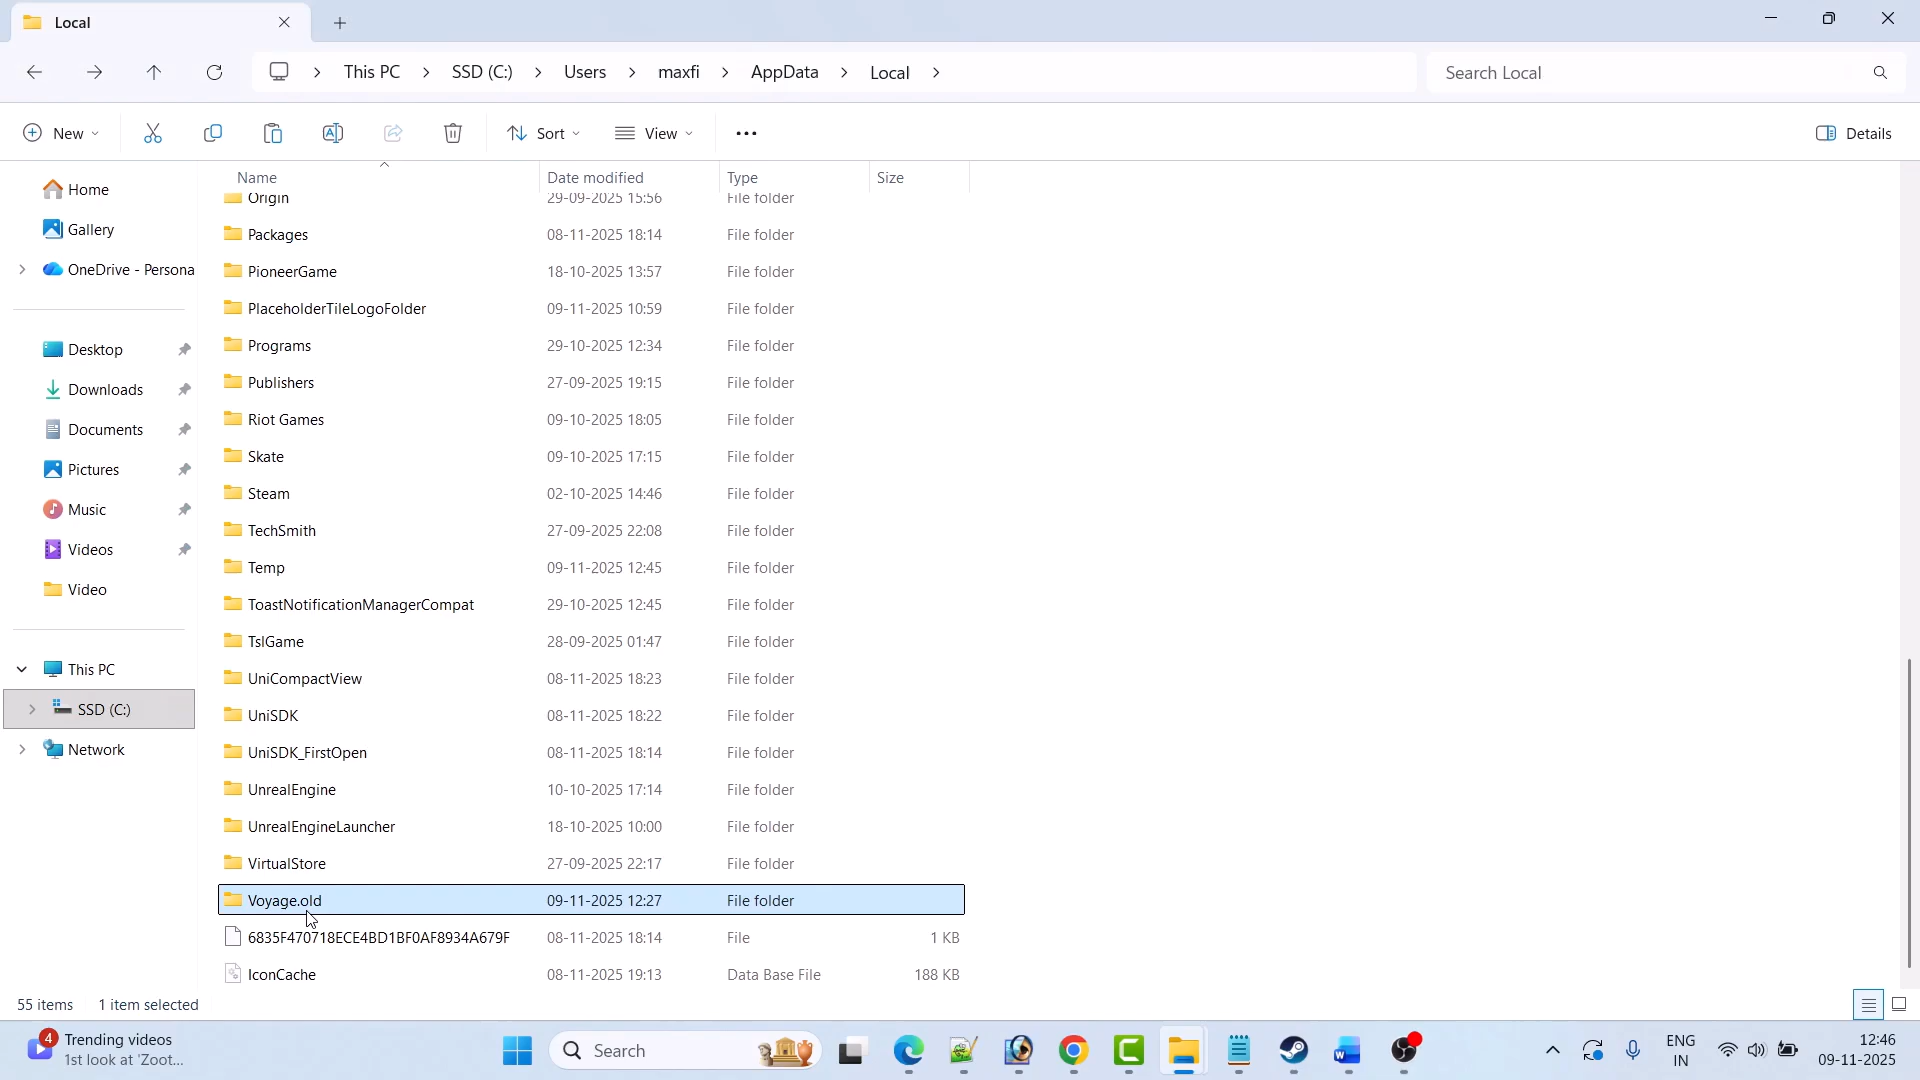 Local
This PC
SSD (C:)
Users
maxfi
AppData
Local
Search Local
New
Sort
View
Details
Name
Date modified
Type
Size
Home
Gallery
OneDrive - Persona
Desktop
Downloads
Documents
Pictures
Music
Videos
Video
This PC
SSD (C:)
Network
Origin 29-09-2025 15:56 File folder
Packages 08-11-2025 18:14 File folder
PioneerGame 18-10-2025 13:57 File folder
PlaceholderTileLogoFolder 09-11-2025 10:59 File folder
Programs 29-10-2025 12:34 File folder
Publishers 27-09-2025 19:15 File folder
Riot Games 09-10-2025 18:05 File folder
Skate 09-10-2025 17:15 File folder
Steam 02-10-2025 14:46 File folder
TechSmith 27-09-2025 22:08 File folder
Temp 09-11-2025 12:45 File folder
ToastNotificationManagerCompat 29-10-2025 12:45 File folder
TslGame 28-09-2025 01:47 File folder
UniCompactView 08-11-2025 18:23 File folder
UniSDK 08-11-2025 18:22 File folder
UniSDK_FirstOpen 08-11-2025 18:14 File folder
UnrealEngine 10-10-2025 17:14 File folder
UnrealEngineLauncher 18-10-2025 10:00 File folder
VirtualStore 27-09-2025 22:17 File folder
Voyage.old 09-11-2025 12:27 File folder
6835F470718ECE4BD1BF0AF8934A679F 08-11-2025 18:14 File 1 KB
IconCache 08-11-2025 19:13 Data Base File 188 KB
55 items 1 item selected
4
Trending videos
1st look at 'Zoot...
Search
ENG
IN
12:46
09-11-2025